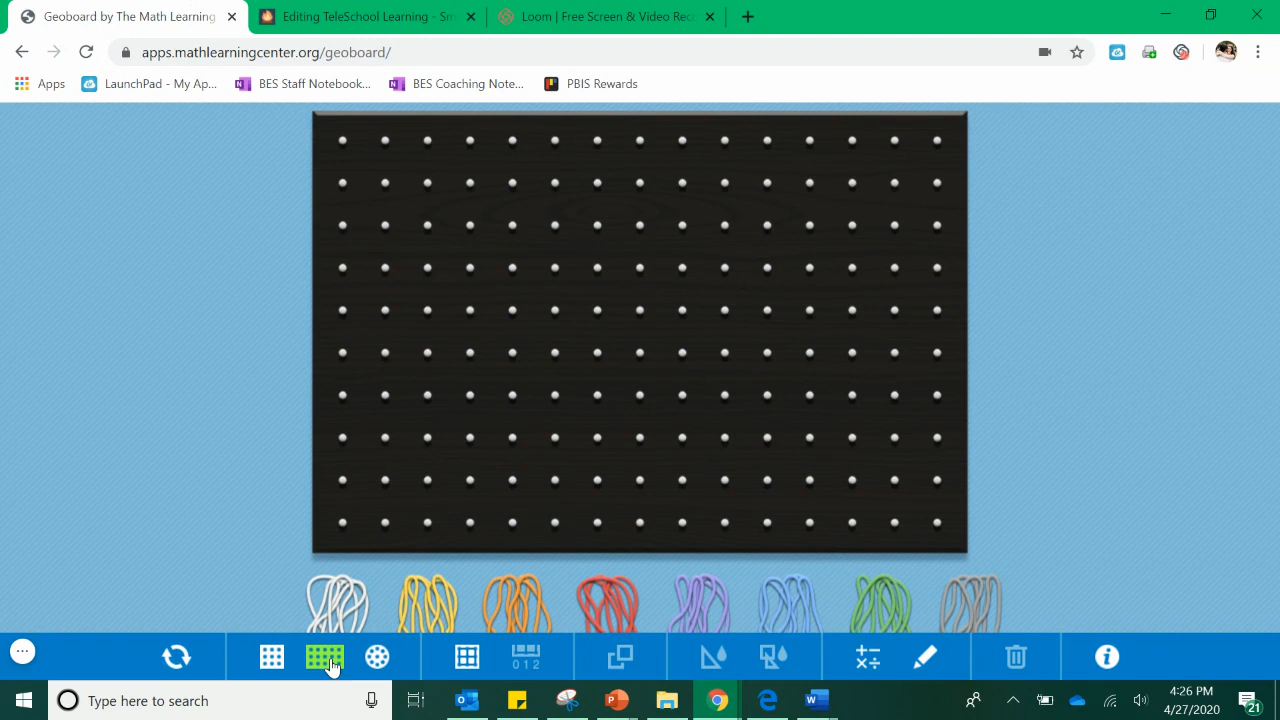 Geoboard by The Math Learning
Editing TeleSchool Learning - Sm
Loom | Free Screen & Video Reco
apps.mathlearningcenter.org/geoboard/
Apps
LaunchPad - My Ap...
BES Staff Notebook...
BES Coaching Note...
PBIS Rewards
0 1 2
Type here to search
4:26 PM
4/27/2020
21